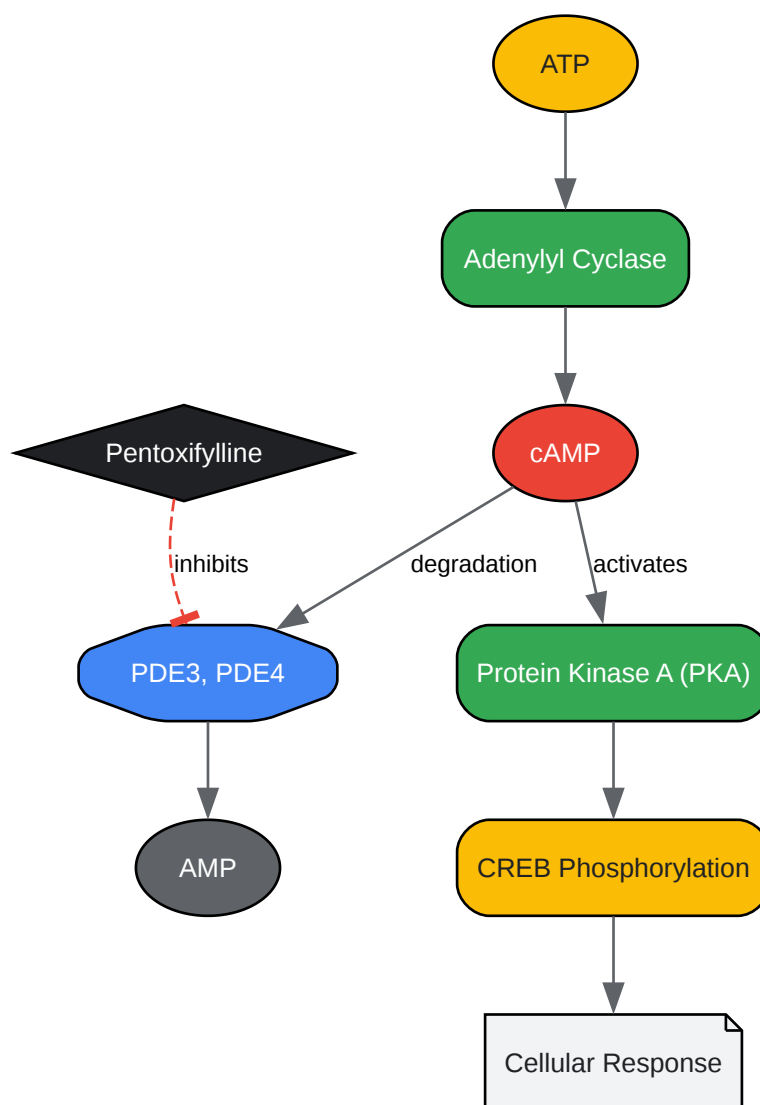 ATP
Adenylyl Cyclase
Pentoxifylline
cAMP
inhibits
degradation
activates
PDE3, PDE4
Protein Kinase A (PKA)
AMP
CREB Phosphorylation
Cellular Response